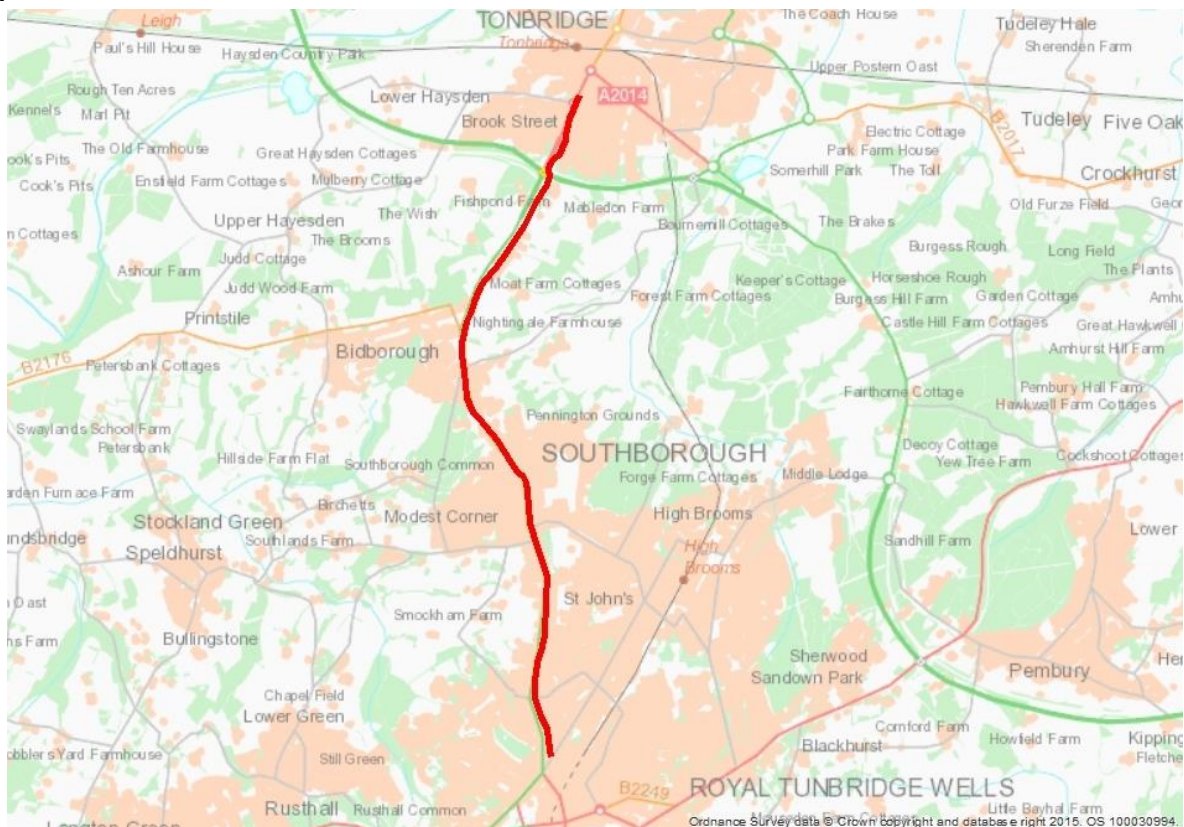 TONBRIDGE
The Coach House
Leigh
Tudeley Hale
Paul's Hill House
Haysden Country Park
Tonbridge
Sherenden Farm
Upper Postern Oast
Rough Ten Acres
Lower Haysden
A2014
Kennels
Marl Pit
Brook Street
B2017
Tudeley
Five Oak
Electric Cottage
The Old Farmhouse
Great Haysden Cottages
Park Farm House
ook's Pits
Somerhill Park
The Toll
Crockhurst
Cook's Pits
Ensfield Farm Cottages
Mulberry Cottage
Fishpond Farm
Mabledon Farm
Old Furze Field
Geor
Upper Hayesden
The Wish
The Brakes
Bournemill Cottages
n Cottages
The Brooms
Burgess Rough
Long Field
Judd Cottage
Ashour Farm
The Plants
Judd Wood Farm
Moat Farm Cottages
Keeper's Cottage
Horseshoe Rough
Forest Farm Cottages
Burgess Hill Farm
Garden Cottage
Amhu
Printstile
Nightingale Farmhouse
Castle Hill Farm Cottages
Great Hawkwell
Bidborough
Amhurst Hill Farm
B2176
Petersbank Cottages
Fairthorne Cottage
Pembury Hall Farm
Hawkwell Farm Cottages
Pennington Grounds
Swaylands School Farm
Petersbank
SOUTHBOROUGH
Decoy Cottage
Hillside Farm Flat
Southborough Common
Yew Tree Farm
Cockshoot Cottages
Forge Farm Cottages
Middle Lodge
arden Furnace Farm
Birchetts
Modest Corner
High Brooms
Stockland Green
Lower
undsbridge
Southlands Farm
Sandhill Farm
Speldhurst
High
Brooms
n Oast
Smockham Farm
St John's
ns Farm
Bullingstone
Sherwood
Sandown Park
Pembury
Her
Chapel Field
Lower Green
Cornford Farm
obbler's Yard Farmhouse
Still Green
Blackhurst
Howfield Farm
Kipping
Fletche
B2249
ROYAL TUNBRIDGE WELLS
Rusthall
Rusthall Common
Little Bayhal Farm
Ordnance Survey data © Crown copyright and database right 2015. OS 100030994.